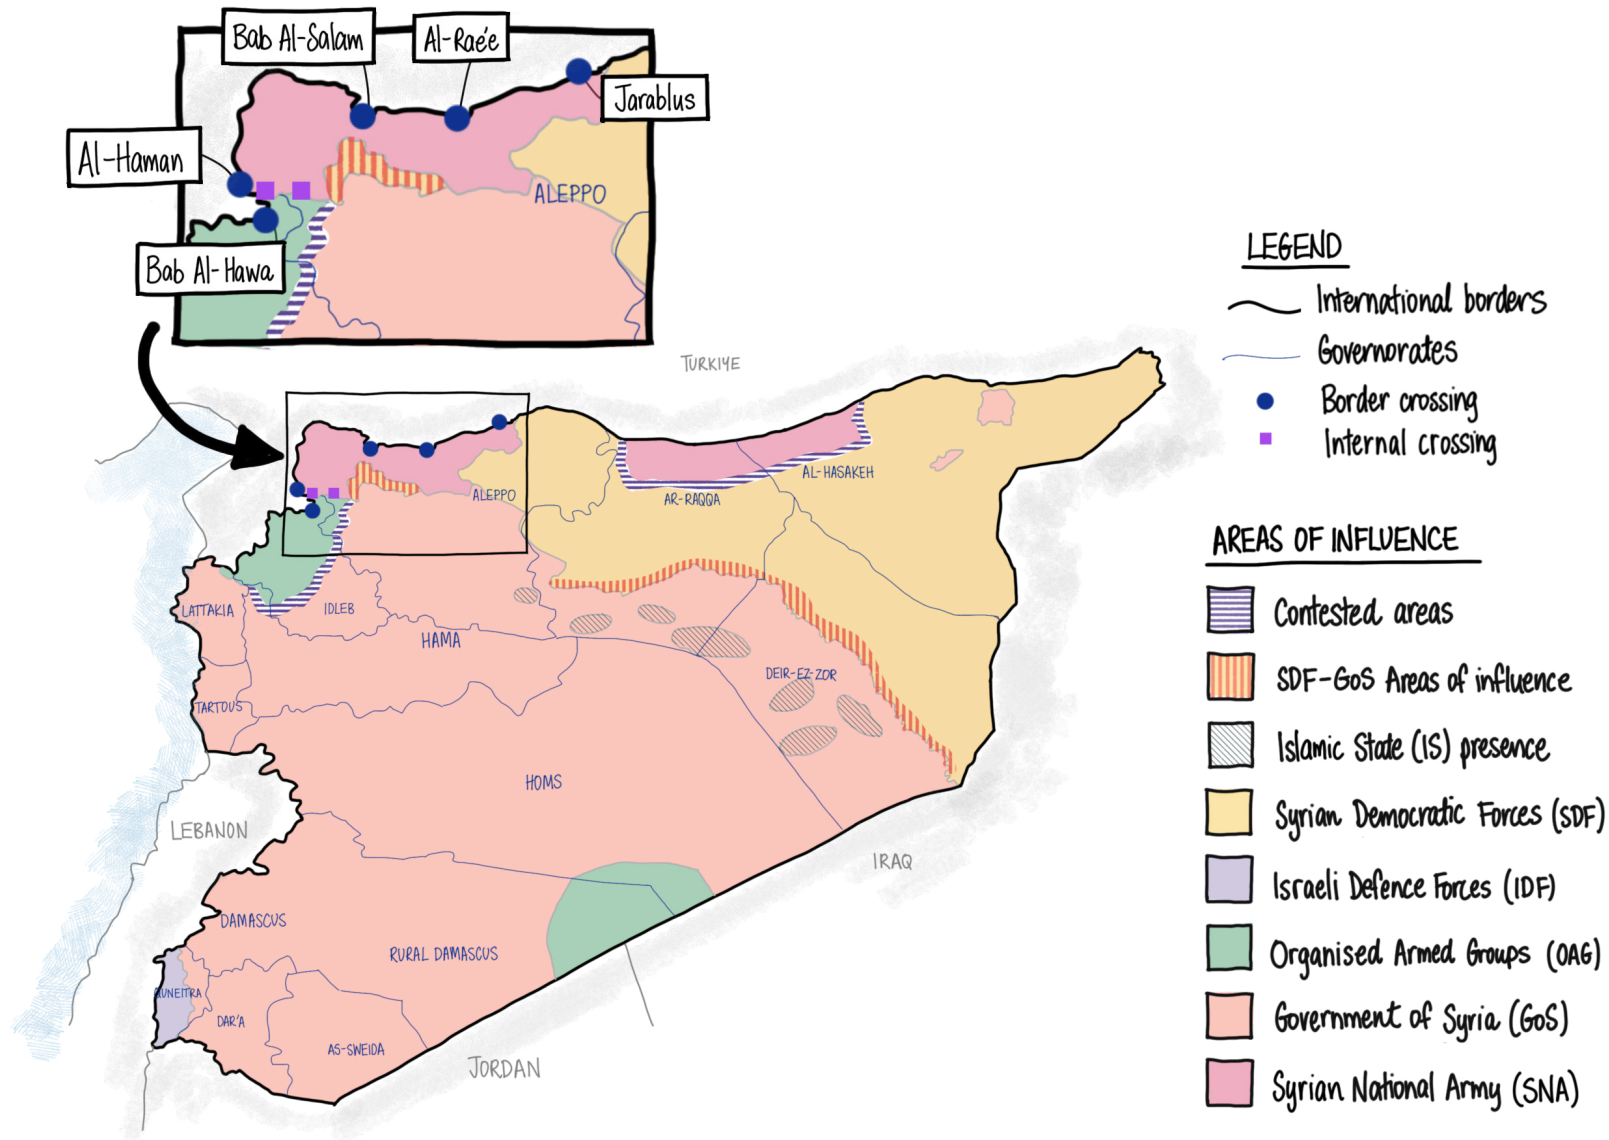 Bab Al-Salam
Al-Raé'e
Jarablus
Al-Haman
ALEPPO
Bab Al-Hawa
TURKIYE
LEGEND
International borders
Governorates
Border crossing
Internal crossing
AL-HASAKEH
AR-RAQQA
ALEPPO
LATTAKIA
IDLEB
HAMA
DEIR-EZ-ZOR
TARTOUS
HOMS
LEBANON
IRAQ
DAMASCUS
RURAL DAMASCUS
QUNEITRA
DAR'A
AS-SWEIDA
JORDAN
AREAS OF INFLUENCE
Contested areas
SDF-GoS Areas of influence
Islamic State (IS) presence
Syrian Democratic Forces (SDF)
Israeli Defence Forces (IDF)
Organised Armed Groups (OAG)
Government of Syria (GoS)
Syrian National Army (SNA)